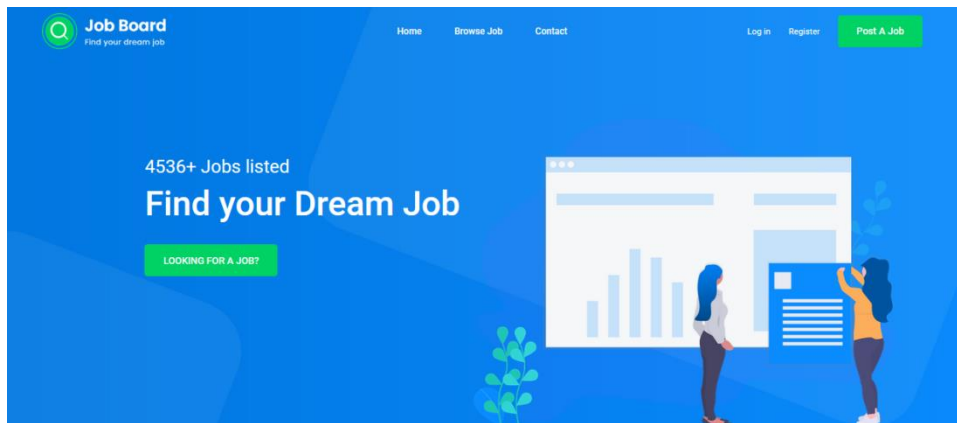 Job Board
Find your dream job
Home
Browse Job
Contact
Log in
Register
Post A Job
4536+ Jobs listed
Find your Dream Job
LOOKING FOR A JOB?